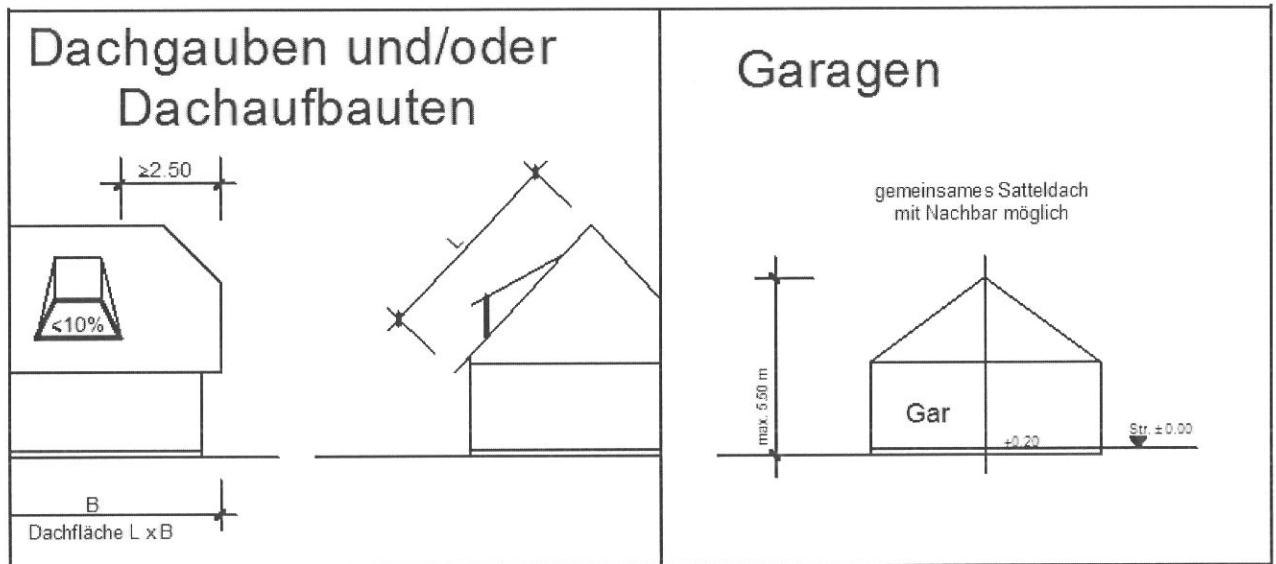 Dachgauben und/oder
Dachaufbauten
≥2.50
L
<10%
B
Dachfläche L x B
Garagen
gemeinsames Satteldach
mit Nachbar möglich
max. 5.50 m
Gar
+0.20
Str. ± 0.00